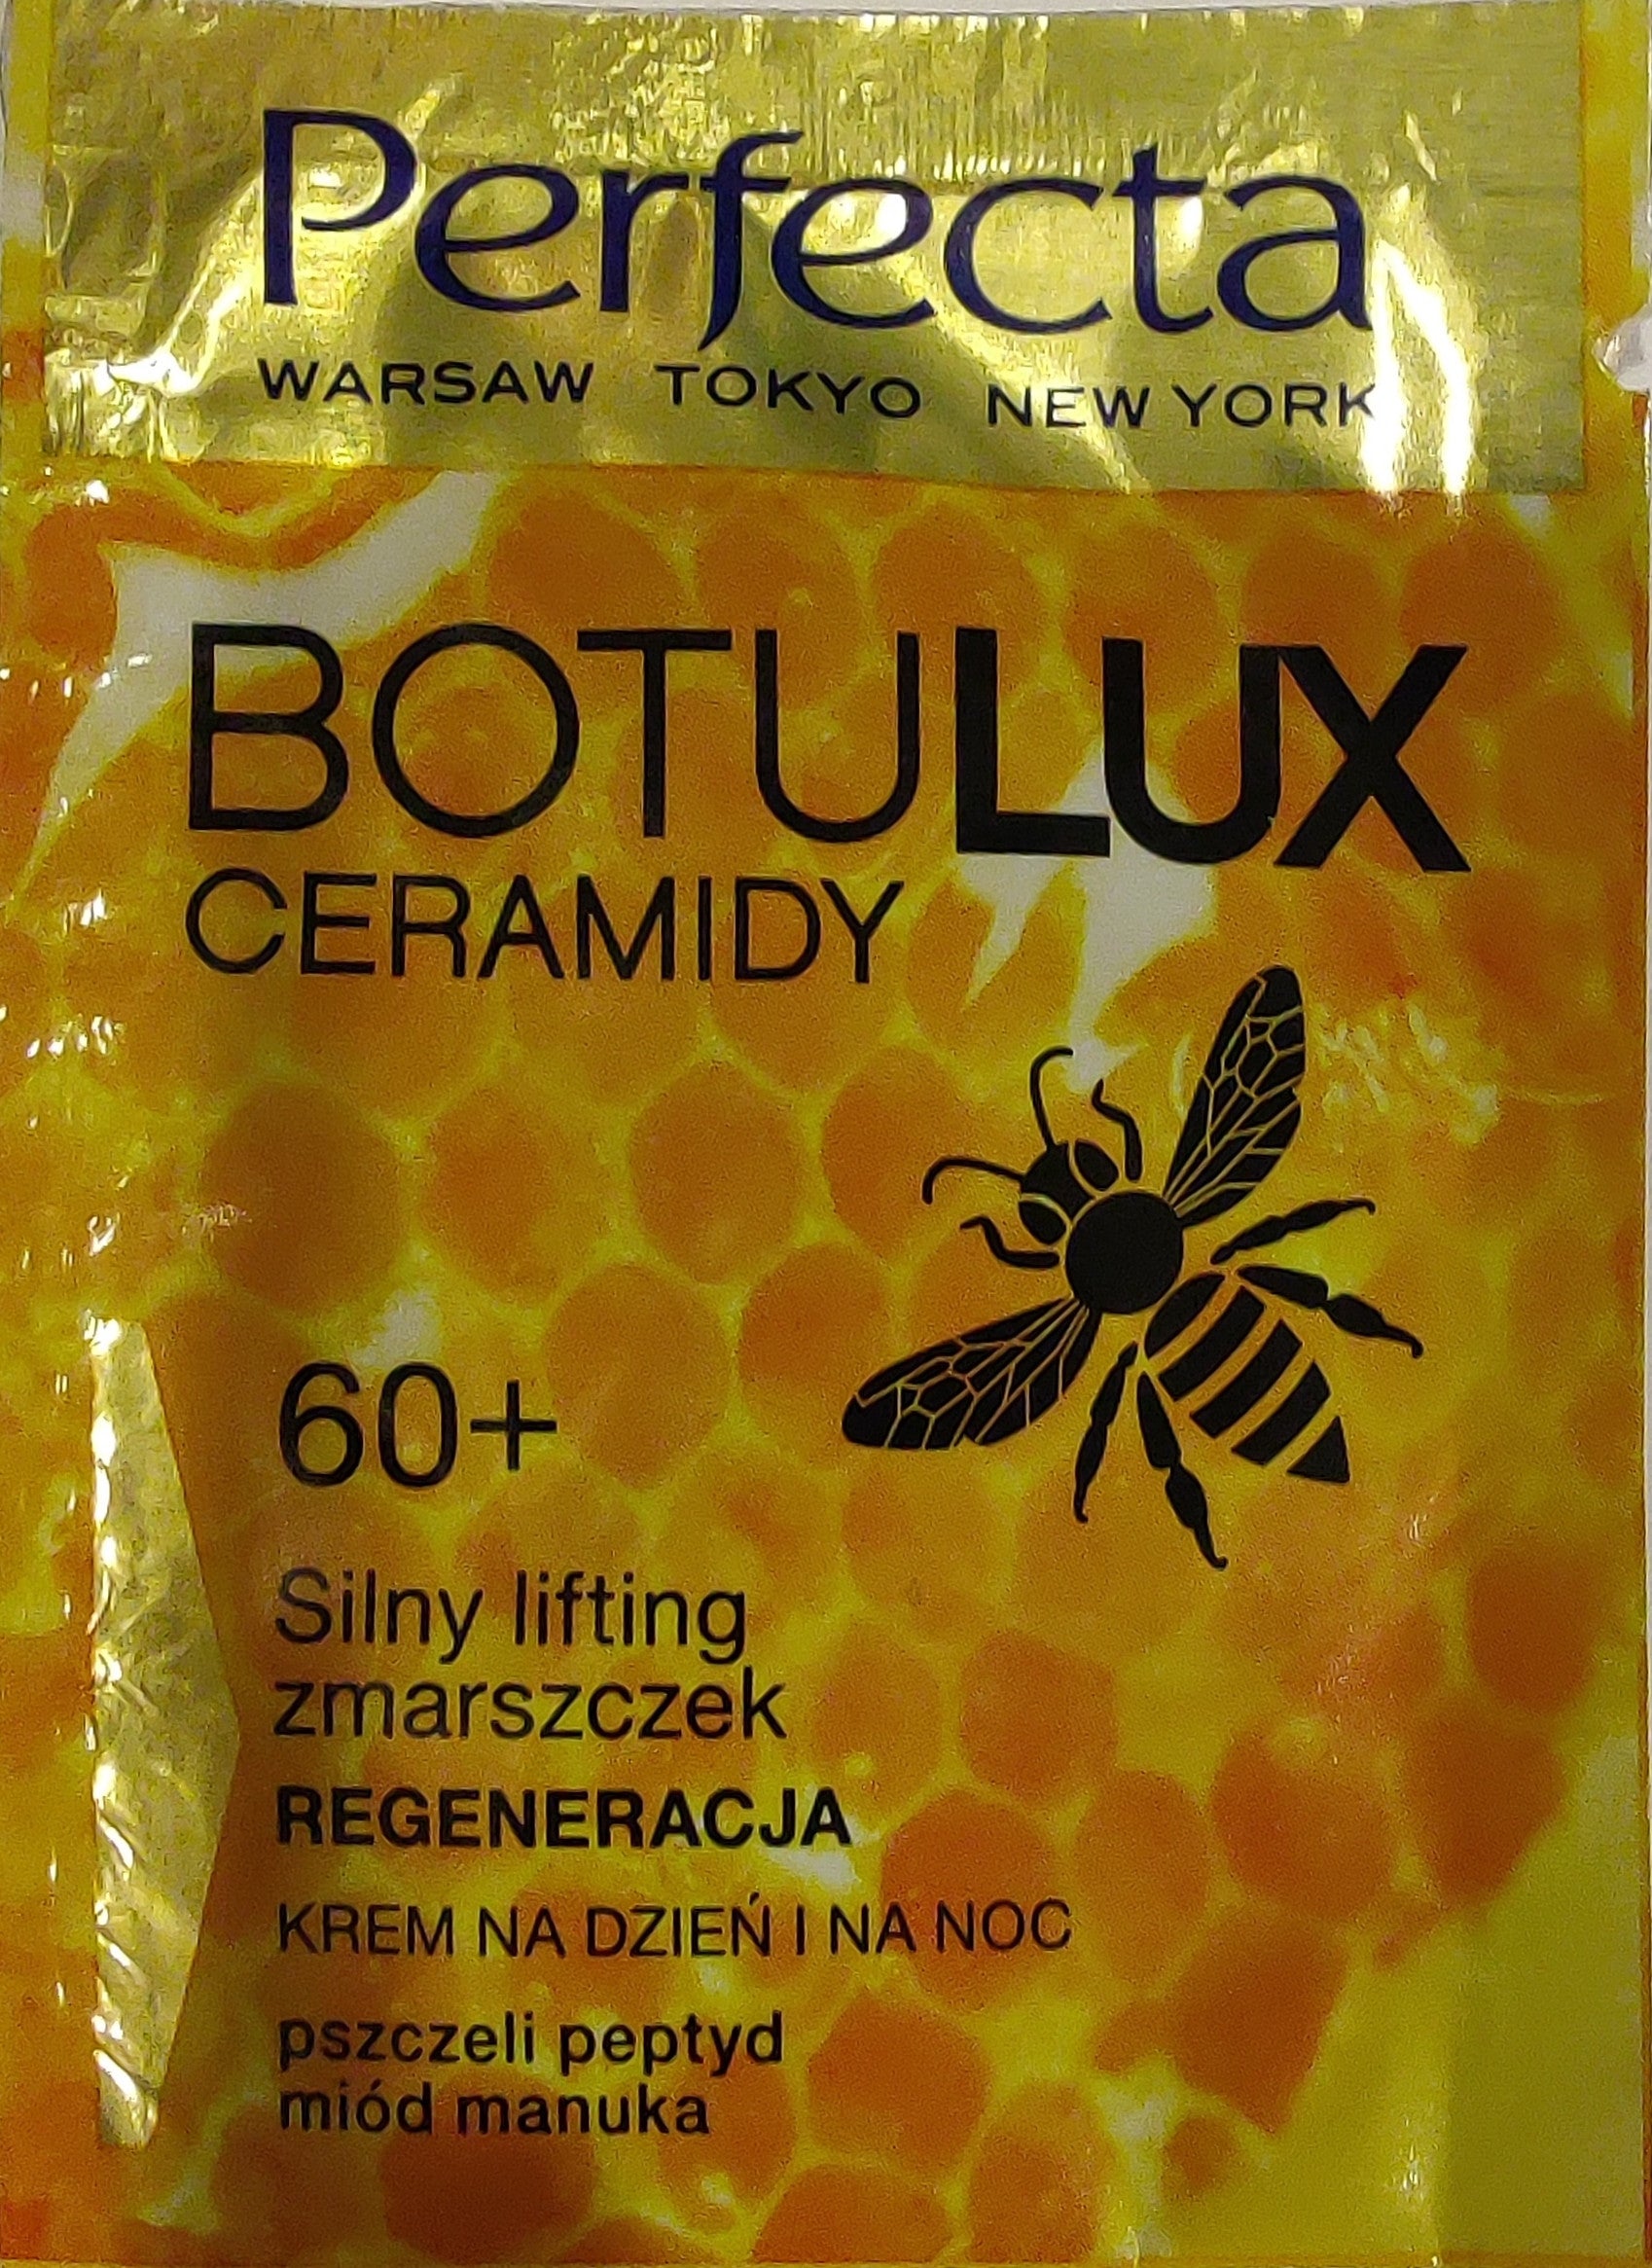 Perfecta
WARSAW TOKYO NEW YORK
BOTULUX
CERAMIDY
60+
Silny lifting
zmarszczek
REGENERACJA
KREM NA DZIEŃ I NA NOC
pszczeli peptyd
miód manuka